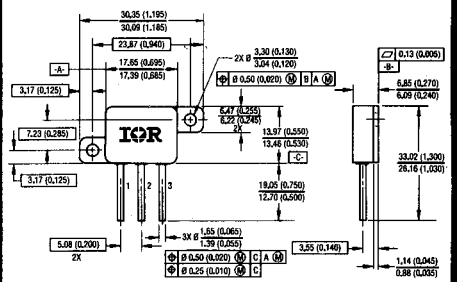 30,35 (1.195)
30,09 (1.185)
23,87 (0.940)
-A-
17,65 (0.695)
17,39 (0.685)
3,17 (0.125)
2X Ø 3,30 (0.130)
3,04 (0.120)
⌖ Ø 0,50 (0.020) Ⓜ B A Ⓜ
⏥ 0,13 (0.005)
-B-
6,85 (0.270)
6,09 (0.240)
6,47 (0.255)
6,22 (0.245)
2X
IOR
7,23 (0.285)
13,97 (0.550)
13,46 (0.530)
-C-
3,17 (0.125)
1
2
3
19,05 (0.750)
12,70 (0.500)
33,02 (1.300)
26,16 (1.030)
5,08 (0.200)
2X
3X Ø 1,65 (0.065)
1,39 (0.055)
⌖ Ø 0,50 (0.020) Ⓜ C A Ⓜ
⌖ Ø 0,25 (0.010) Ⓜ C
3,55 (0.140)
1,14 (0.045)
0,88 (0.035)